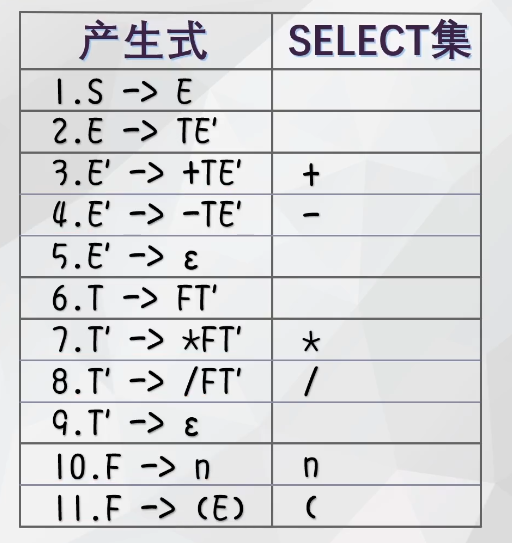 产生式 SELECT集
1.S -> E
2.E -> TE'
3.E' -> +TE' +
4.E' -> -TE' -
5.E' -> ε
6.T -> FT'
7.T' -> *FT' *
8.T' -> /FT' /
9.T' -> ε
10.F -> n n
11.F -> (E) (